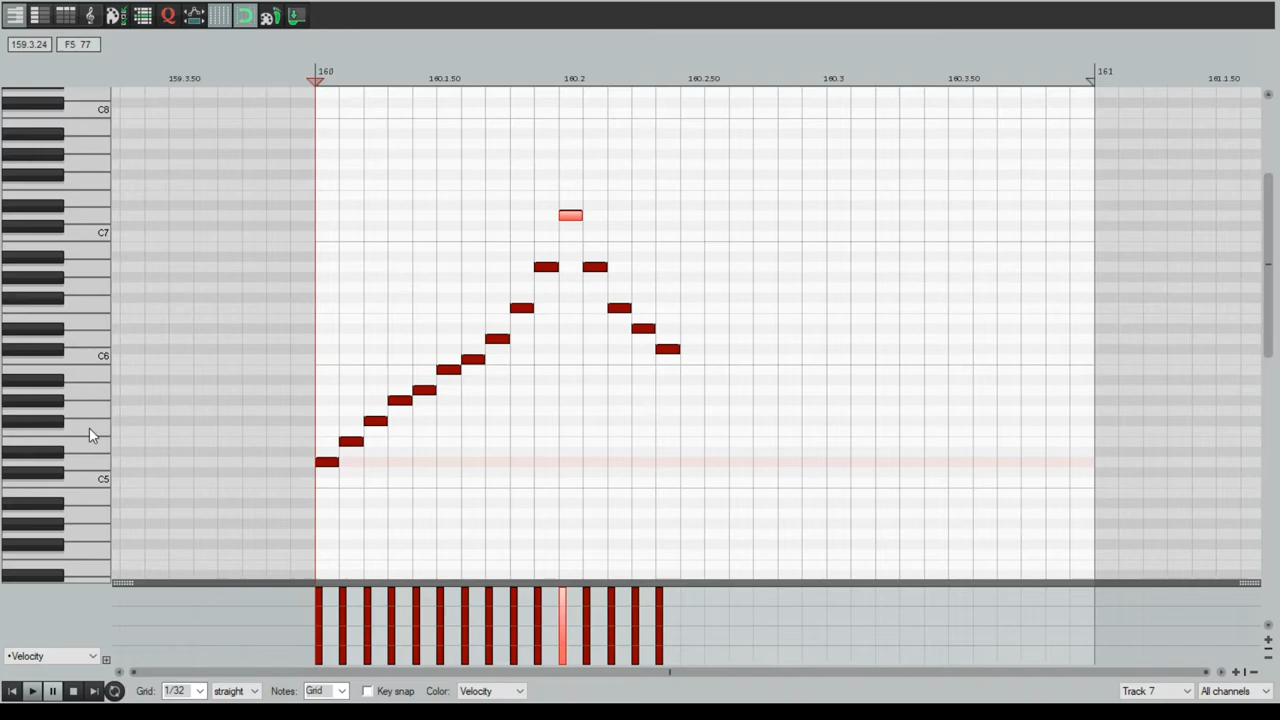 Q
159.3.24 F5 77
160 161
159.3.50 160.1.50 160.2 160.2.50 160.3 160.3.50 161.1.50
C8
C7
C6
C5
•Velocity
Grid: 1/32 straight Notes: Grid Key snap Color: Velocity Track 7 All channels